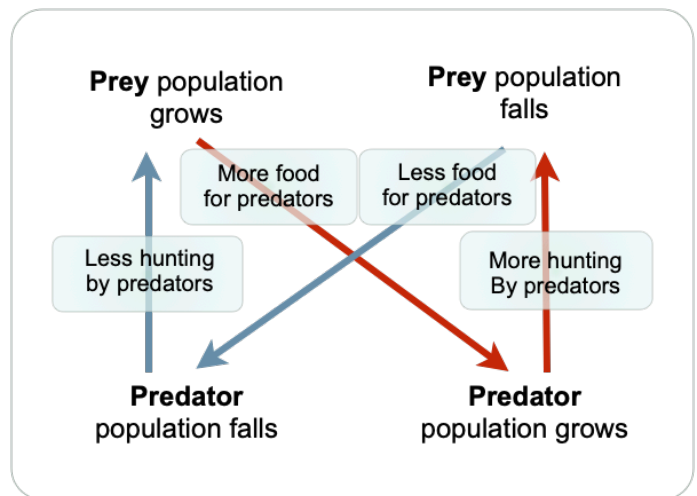 Prey population
grows
Prey population
falls
More food
for predators
Less food
for predators
Less hunting
by predators
More hunting
By predators
Predator
population falls
Predator
population grows